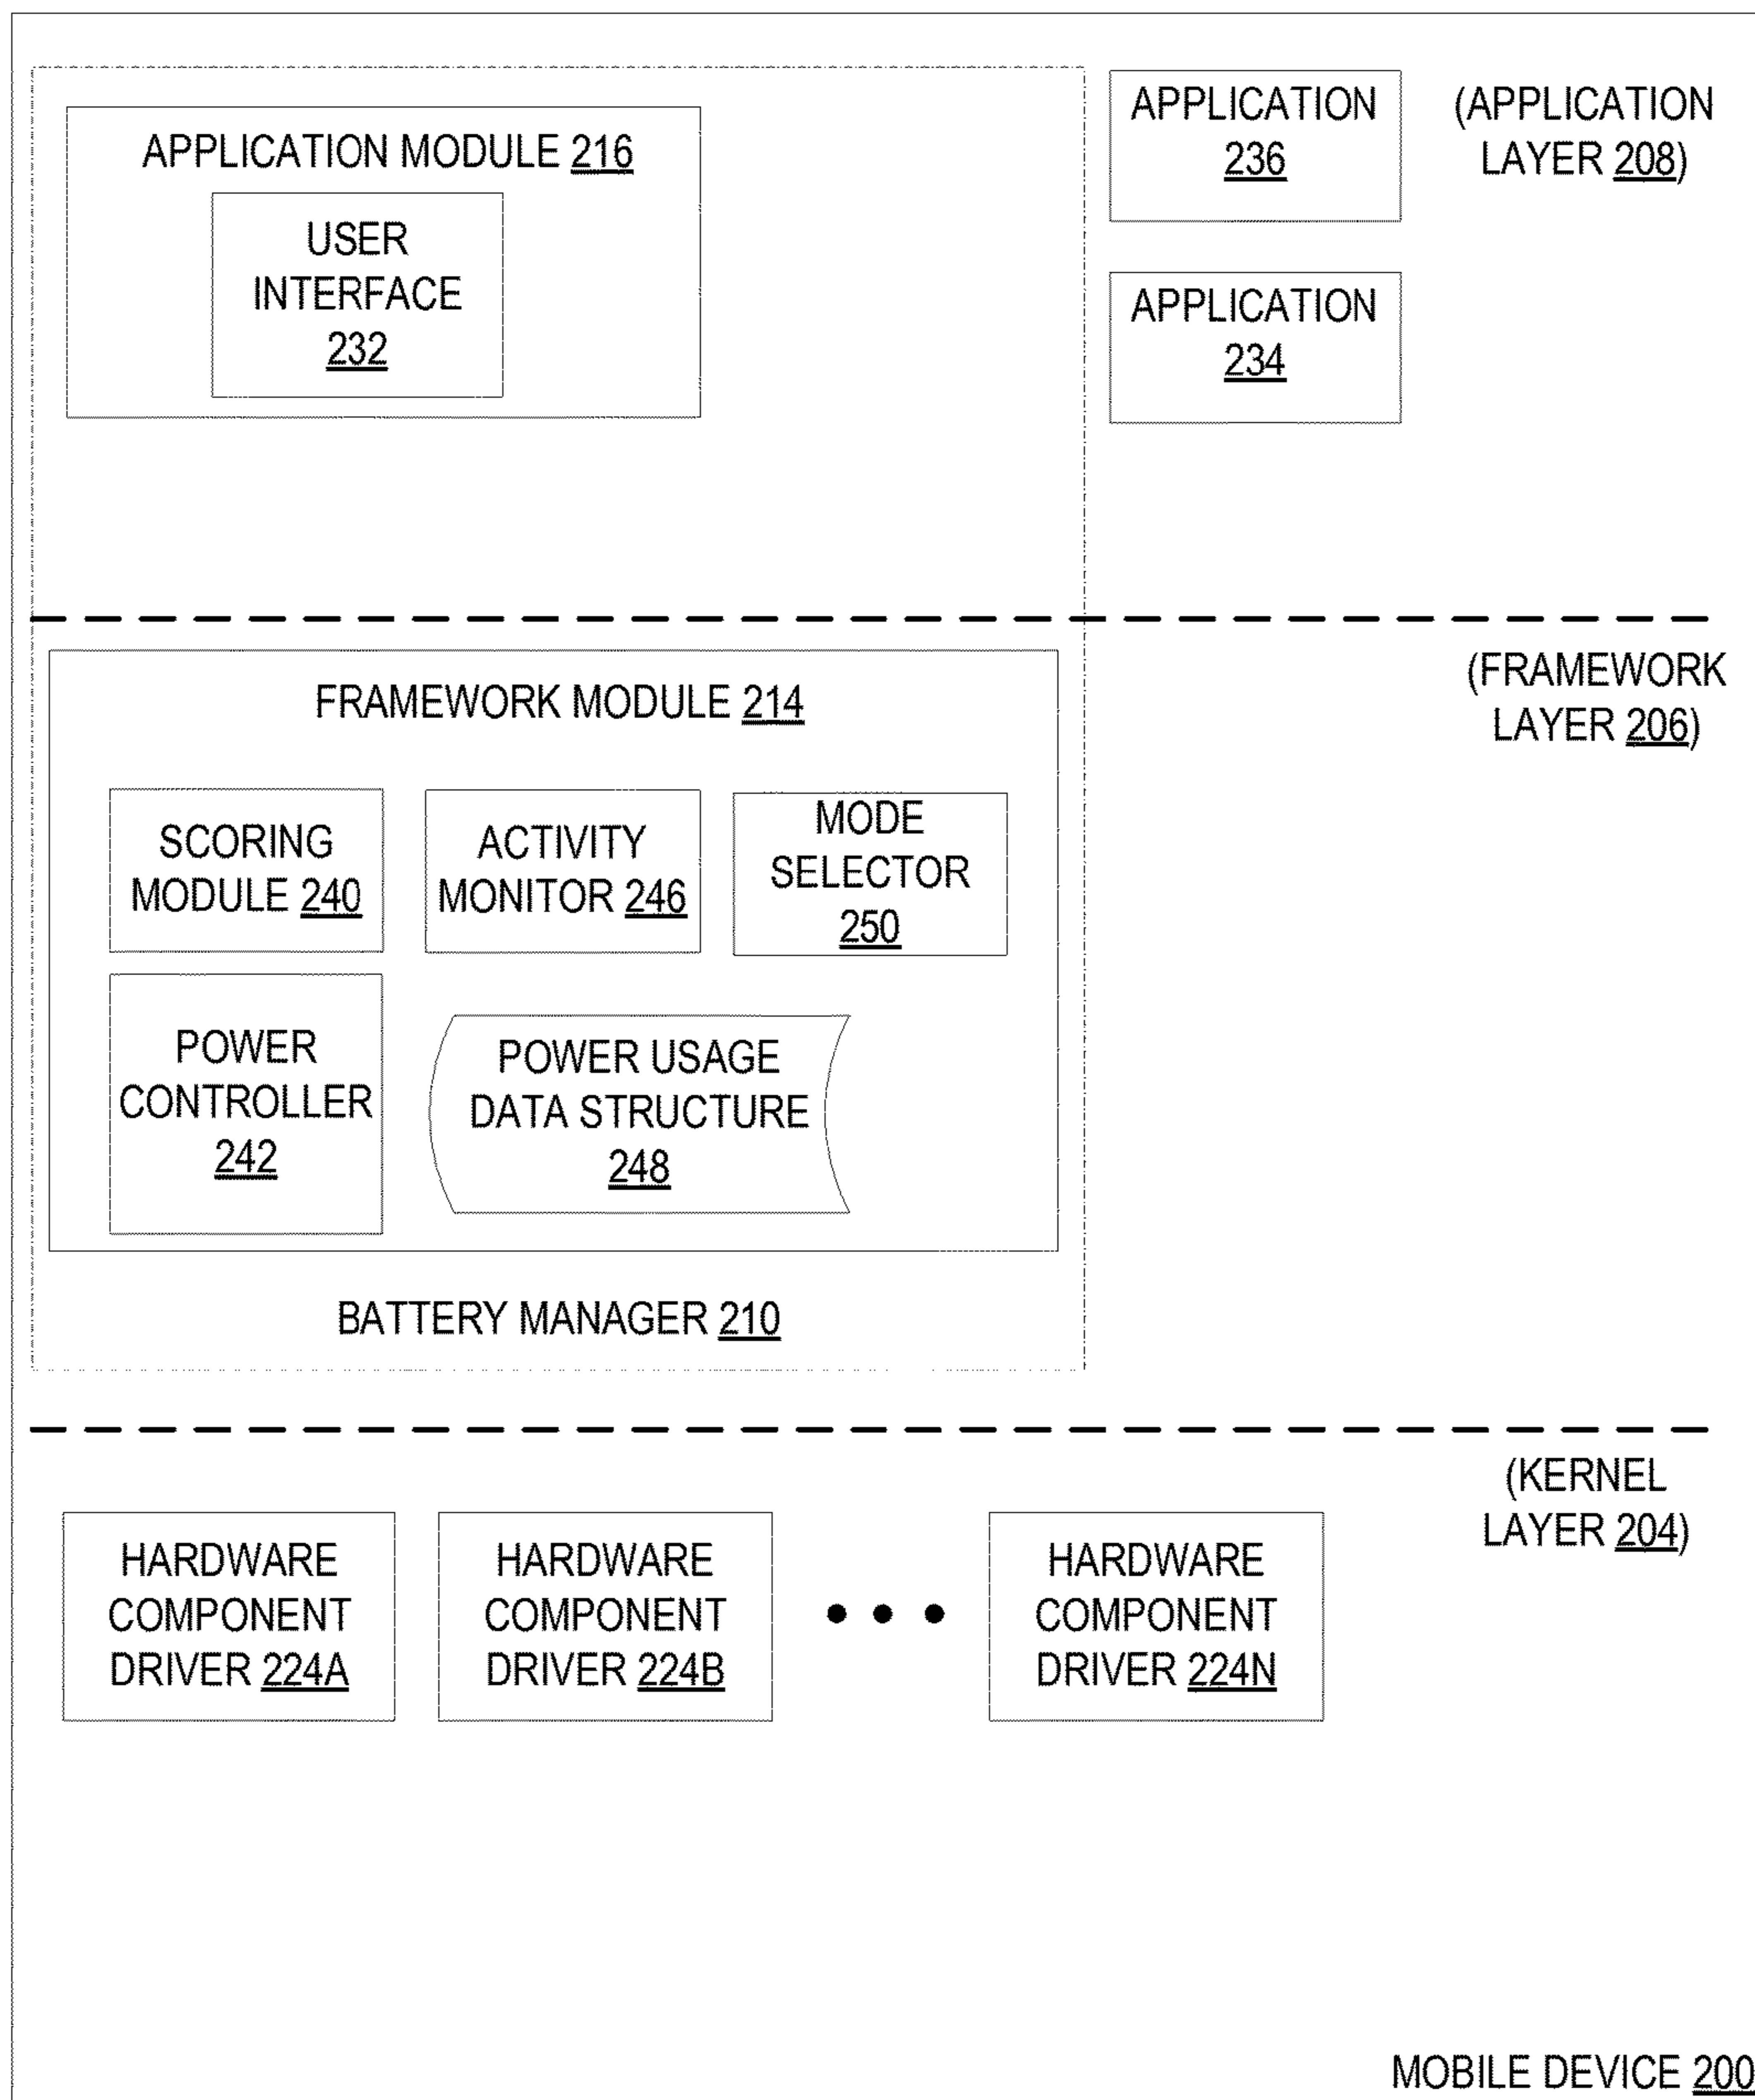 APPLICATION MODULE 216
USER
INTERFACE
232
APPLICATION
236
(APPLICATION
LAYER 208)
APPLICATION
234
(FRAMEWORK
LAYER 206)
FRAMEWORK MODULE 214
SCORING
MODULE 240
ACTIVITY
MONITOR 246
MODE
SELECTOR
250
POWER
CONTROLLER
242
POWER USAGE
DATA STRUCTURE
248
BATTERY MANAGER 210
(KERNEL
LAYER 204)
HARDWARE
COMPONENT
DRIVER 224A
HARDWARE
COMPONENT
DRIVER 224B
● ● ●
HARDWARE
COMPONENT
DRIVER 224N
MOBILE DEVICE 200